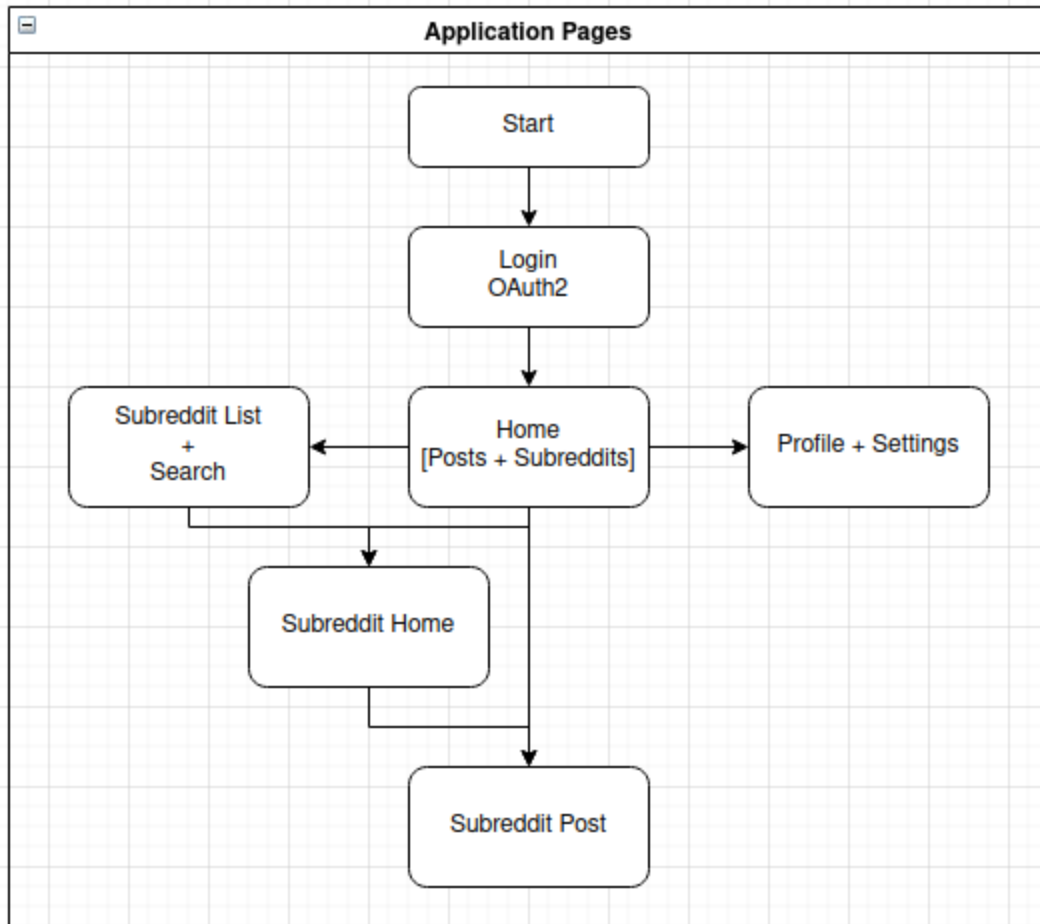 Application Pages
Start
Login
OAuth2
Subreddit List
+
Search
Home
[Posts + Subreddits]
Profile + Settings
Subreddit Home
Subreddit Post